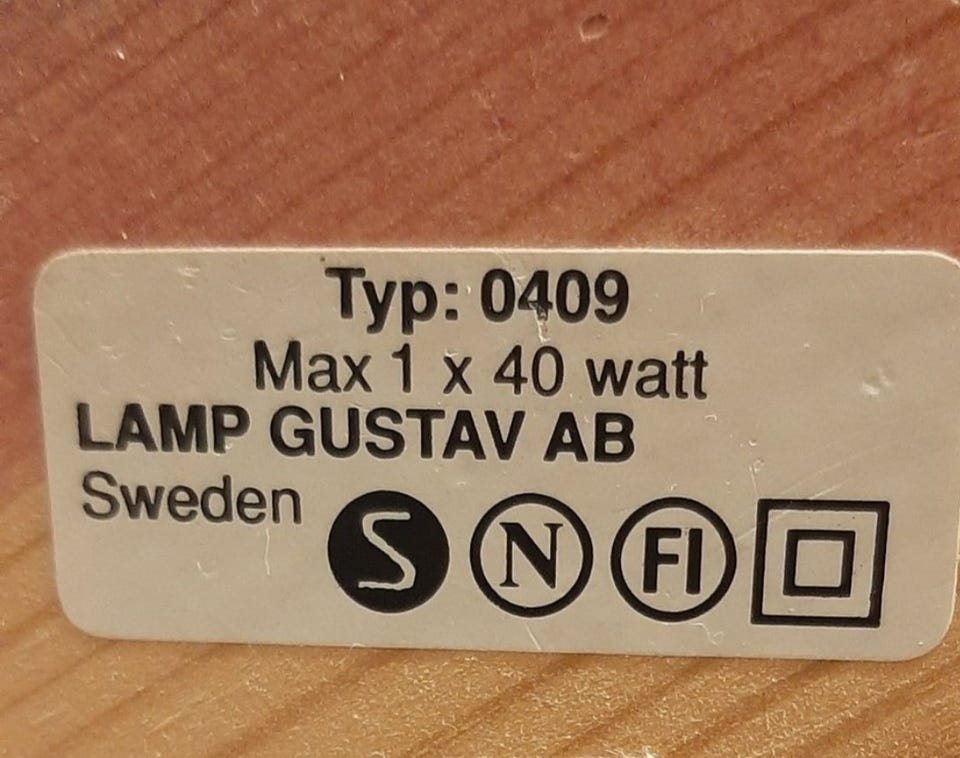 Typ: 0409
Max 1 x 40 watt
LAMP GUSTAV AB
Sweden
S N FI